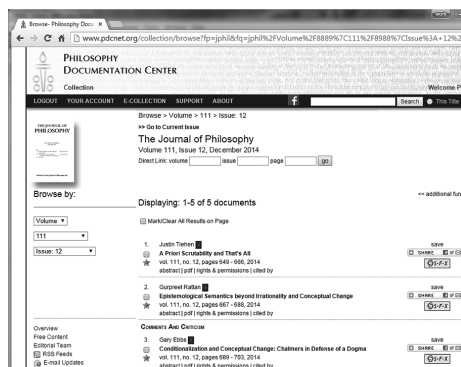 Browse- Philosophy Docu
www.pdcnet.org/collection/browse?fp=jphil&fq=jphil%2FVolume%2F8889%7C111%2F8988%7CIssue%3A+12%2
PHILOSOPHY
DOCUMENTATION CENTER
Collection
Welcome P
LOGOUT YOUR ACCOUNT E-COLLECTION SUPPORT ABOUT
Search This Title
Browse > Volume > 111 > Issue: 12
>> Go to Current Issue
THE JOURNAL OF
PHILOSOPHY
The Journal of Philosophy
Volume 111, Issue 12, December 2014
Direct Link: volume issue page go
Browse by:
<< additional fun
Displaying: 1-5 of 5 documents
Volume
Mark/Clear All Results on Page
111
Issue: 12
1. Justin Tiehen
save
A Priori Scrutability and That's All
SHARE
vol. 111, no. 12, pages 649 - 666, 2014
S-F-X
abstract | pdf | rights & permissions | cited by
2. Gurpreet Rattan
save
Epistemological Semantics beyond Irrationality and Conceptual Change
SHARE
vol. 111, no. 12, pages 667 - 688, 2014
S-F-X
abstract | pdf | rights & permissions | cited by
Overview
COMMENTS AND CRITICISM
Free Content
3. Gary Ebbs
save
Editorial Team
Conditionalization and Conceptual Change: Chalmers in Defense of a Dogma
SHARE
RSS Feeds
vol. 111, no. 12, pages 689 - 703, 2014
S-F-X
E-mail Updates
abstract | pdf | rights & permissions | cited by